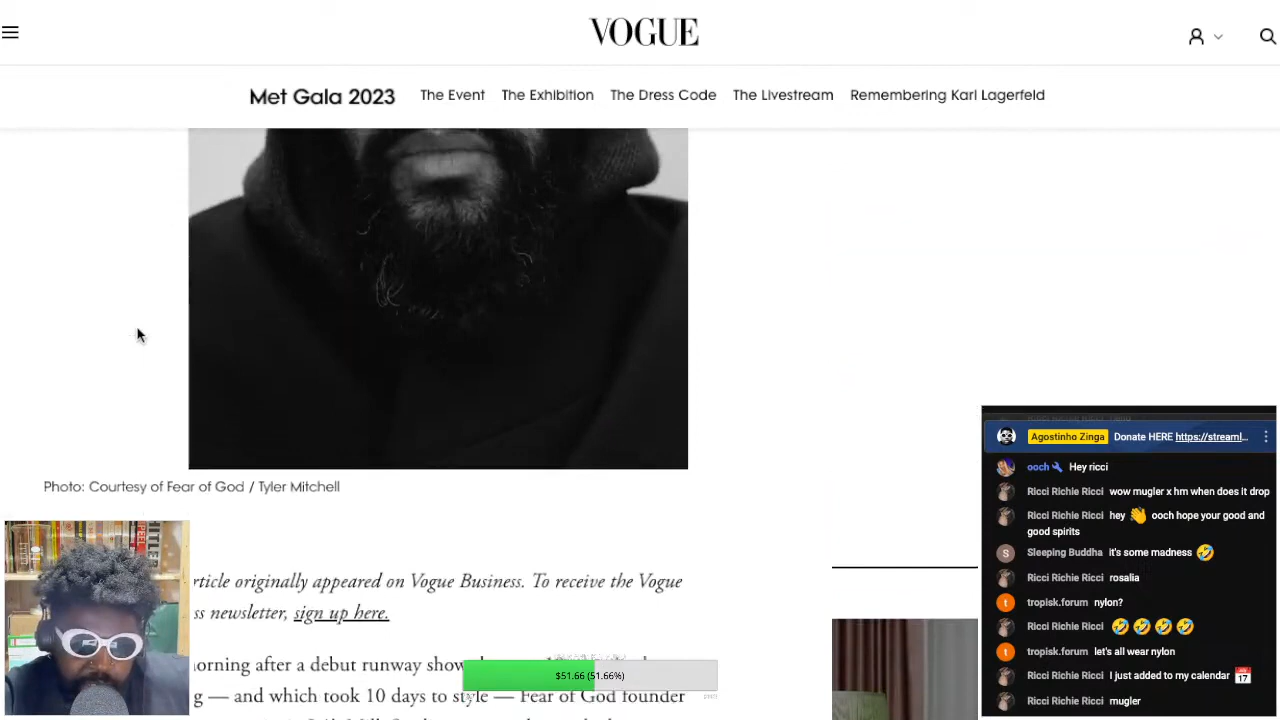 VOGUE
Met Gala 2023 The Event The Exhibition The Dress Code The Livestream Remembering Karl Lagerfeld
Photo: Courtesy of Fear of God / Tyler Mitchell
rticle originally appeared on Vogue Business. To receive the Vogue
ss newsletter, sign up here.
orning after a debut runway show
g — and which took 10 days to style — Fear of God founder
$51.66 (51.66%)
Agostinho Zinga Donate HERE https://streaml...
ooch Hey ricci
Ricci Richie Ricci wow mugler x hm when does it drop
Ricci Richie Ricci hey 👋 ooch hope your good and
good spirits
Sleeping Buddha it's some madness 🤣
Ricci Richie Ricci rosalia
tropisk.forum nylon?
Ricci Richie Ricci 🤣 🤣 🤣 🤣
tropisk.forum let's all wear nylon
Ricci Richie Ricci I just added to my calendar 📅
Ricci Richie Ricci mugler